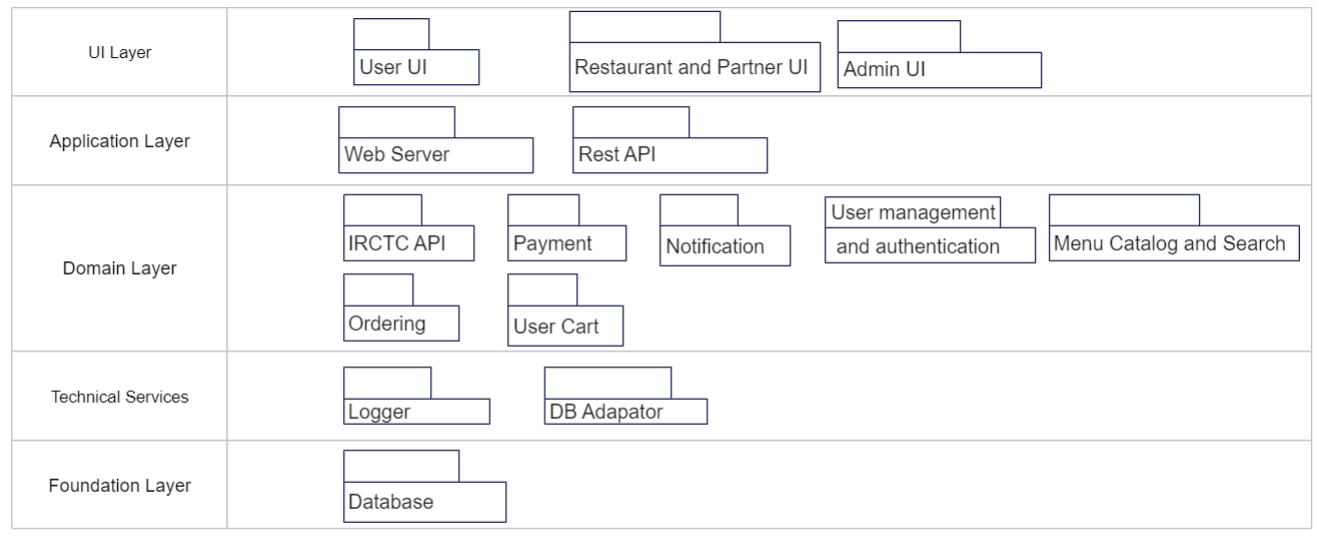 UI Layer
User UI
Restaurant and Partner UI
Admin UI
Application Layer
Web Server
Rest API
Domain Layer
IRCTC API
Payment
Notification
User management
and authentication
Menu Catalog and Search
Ordering
User Cart
Technical Services
Logger
DB Adapator
Foundation Layer
Database